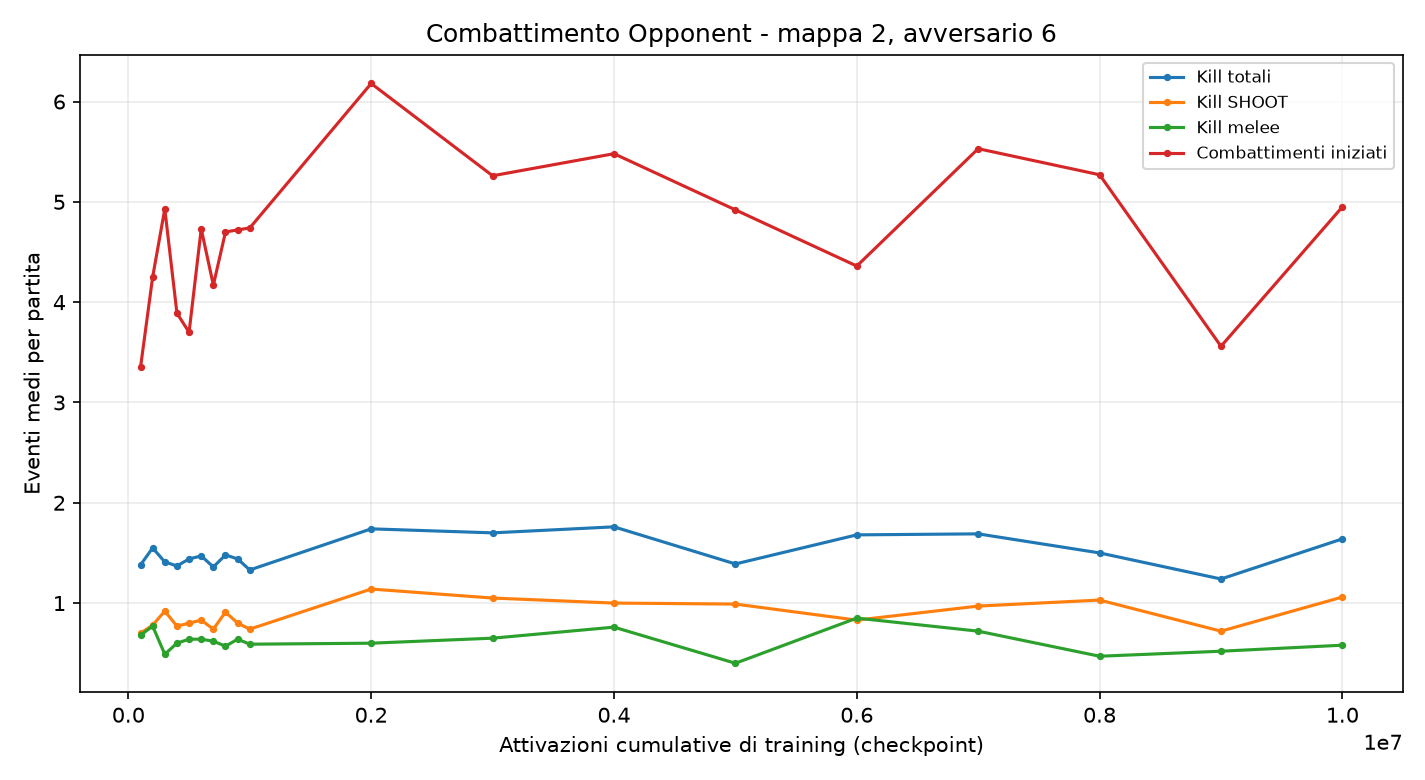 Combattimento Opponent - mappa 2, avversario 6
Kill totali
Kill SHOOT
Kill melee
Combattimenti iniziati
Eventi medi per partita
6
5
4
3
2
1
0.0
0.2
0.4
0.6
0.8
1.0
1e7
Attivazioni cumulative di training (checkpoint)